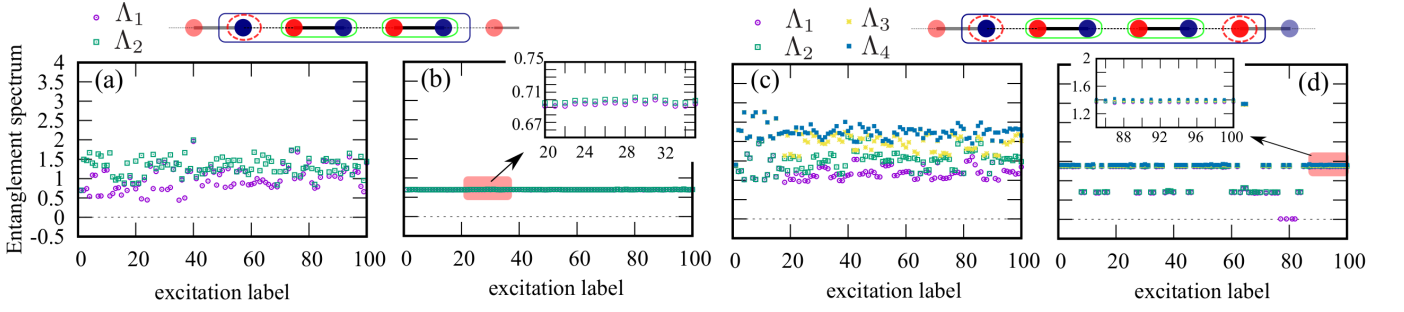 Λ₁
Λ₂
Λ₁ Λ₃
Λ₂ Λ₄
Entanglement spectrum
4
3.5
3
2.5
2
1.5
1
0.5
0
-0.5
(a)
0 20 40 60 80 100
excitation label
(b)
0.75
0.71
0.67
20 24 28 32
0 20 40 60 80 100
excitation label
(c)
0 20 40 60 80 100
excitation label
(d)
2
1.6
1.2
88 92 96 100
0 20 40 60 80 100
excitation label